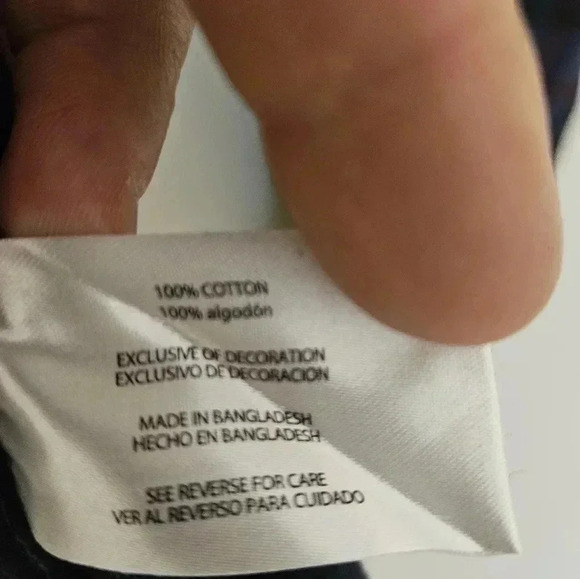 100% COTTON
100% algodón
EXCLUSIVE OF DECORATION
EXCLUSIVO DE DECORACION
MADE IN BANGLADESH
HECHO EN BANGLADESH
SEE REVERSE FOR CARE
VER AL REVERSO PARA CUIDADO